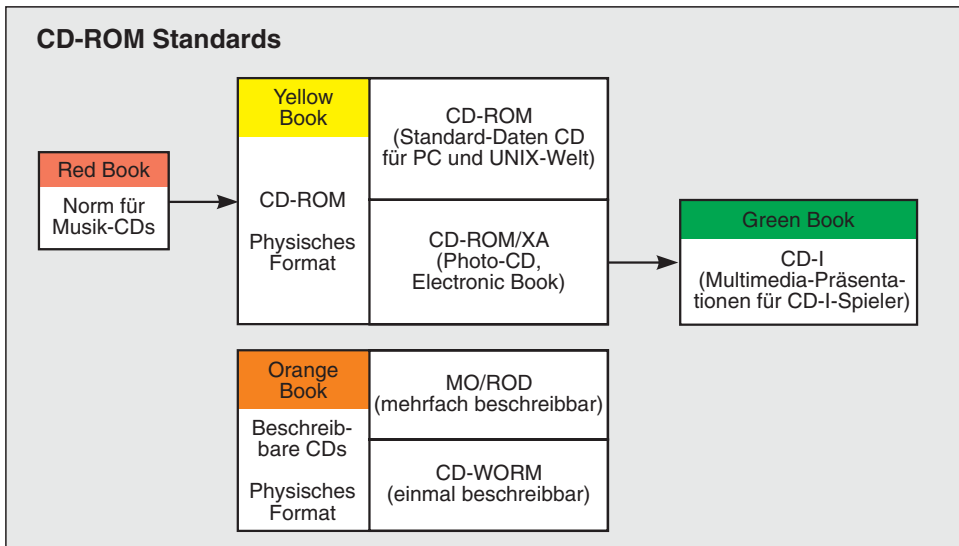 CD-ROM Standards
Red Book
Norm für
Musik-CDs
Yellow
Book
CD-ROM
Physisches
Format
CD-ROM
(Standard-Daten CD
für PC und UNIX-Welt)
CD-ROM/XA
(Photo-CD,
Electronic Book)
Green Book
CD-I
(Multimedia-Präsenta-
tionen für CD-I-Spieler)
Orange
Book
Beschreib-
bare CDs
Physisches
Format
MO/ROD
(mehrfach beschreibbar)
CD-WORM
(einmal beschreibbar)